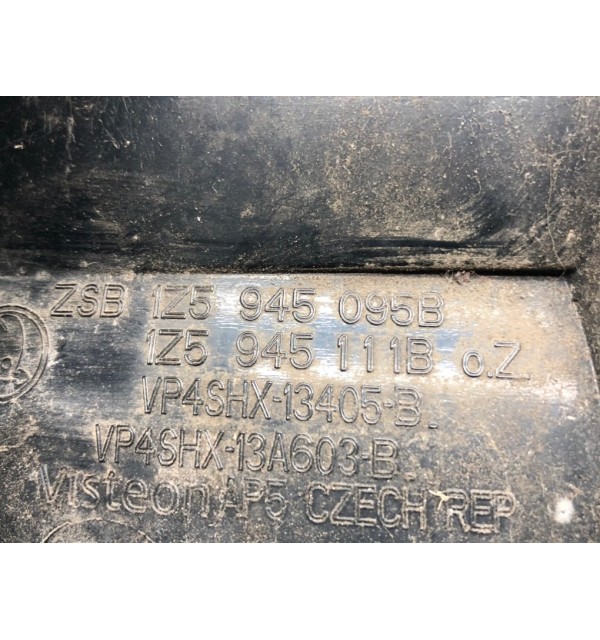 ZSB 1Z5 945 095B
1Z5 945 111B o.Z
VP4SHX-13405-B
VP4SHX-13A603-B
Visteon AP5 CZECH REP